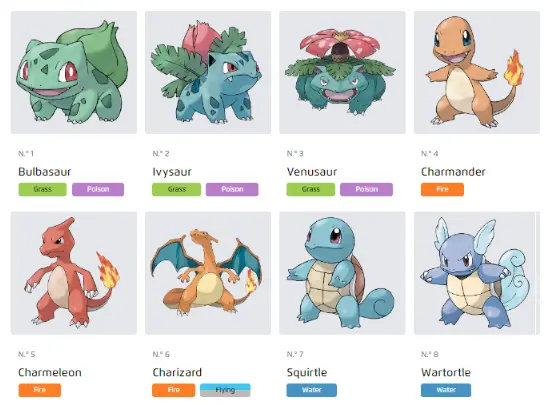 N.º 1
Bulbasaur
Grass Poison
N.º 2
Ivysaur
Grass Poison
N.º 3
Venusaur
Grass Poison
N.º 4
Charmander
Fire
N.º 5
Charmeleon
Fire
N.º 6
Charizard
Fire Flying
N.º 7
Squirtle
Water
N.º 8
Wartortle
Water